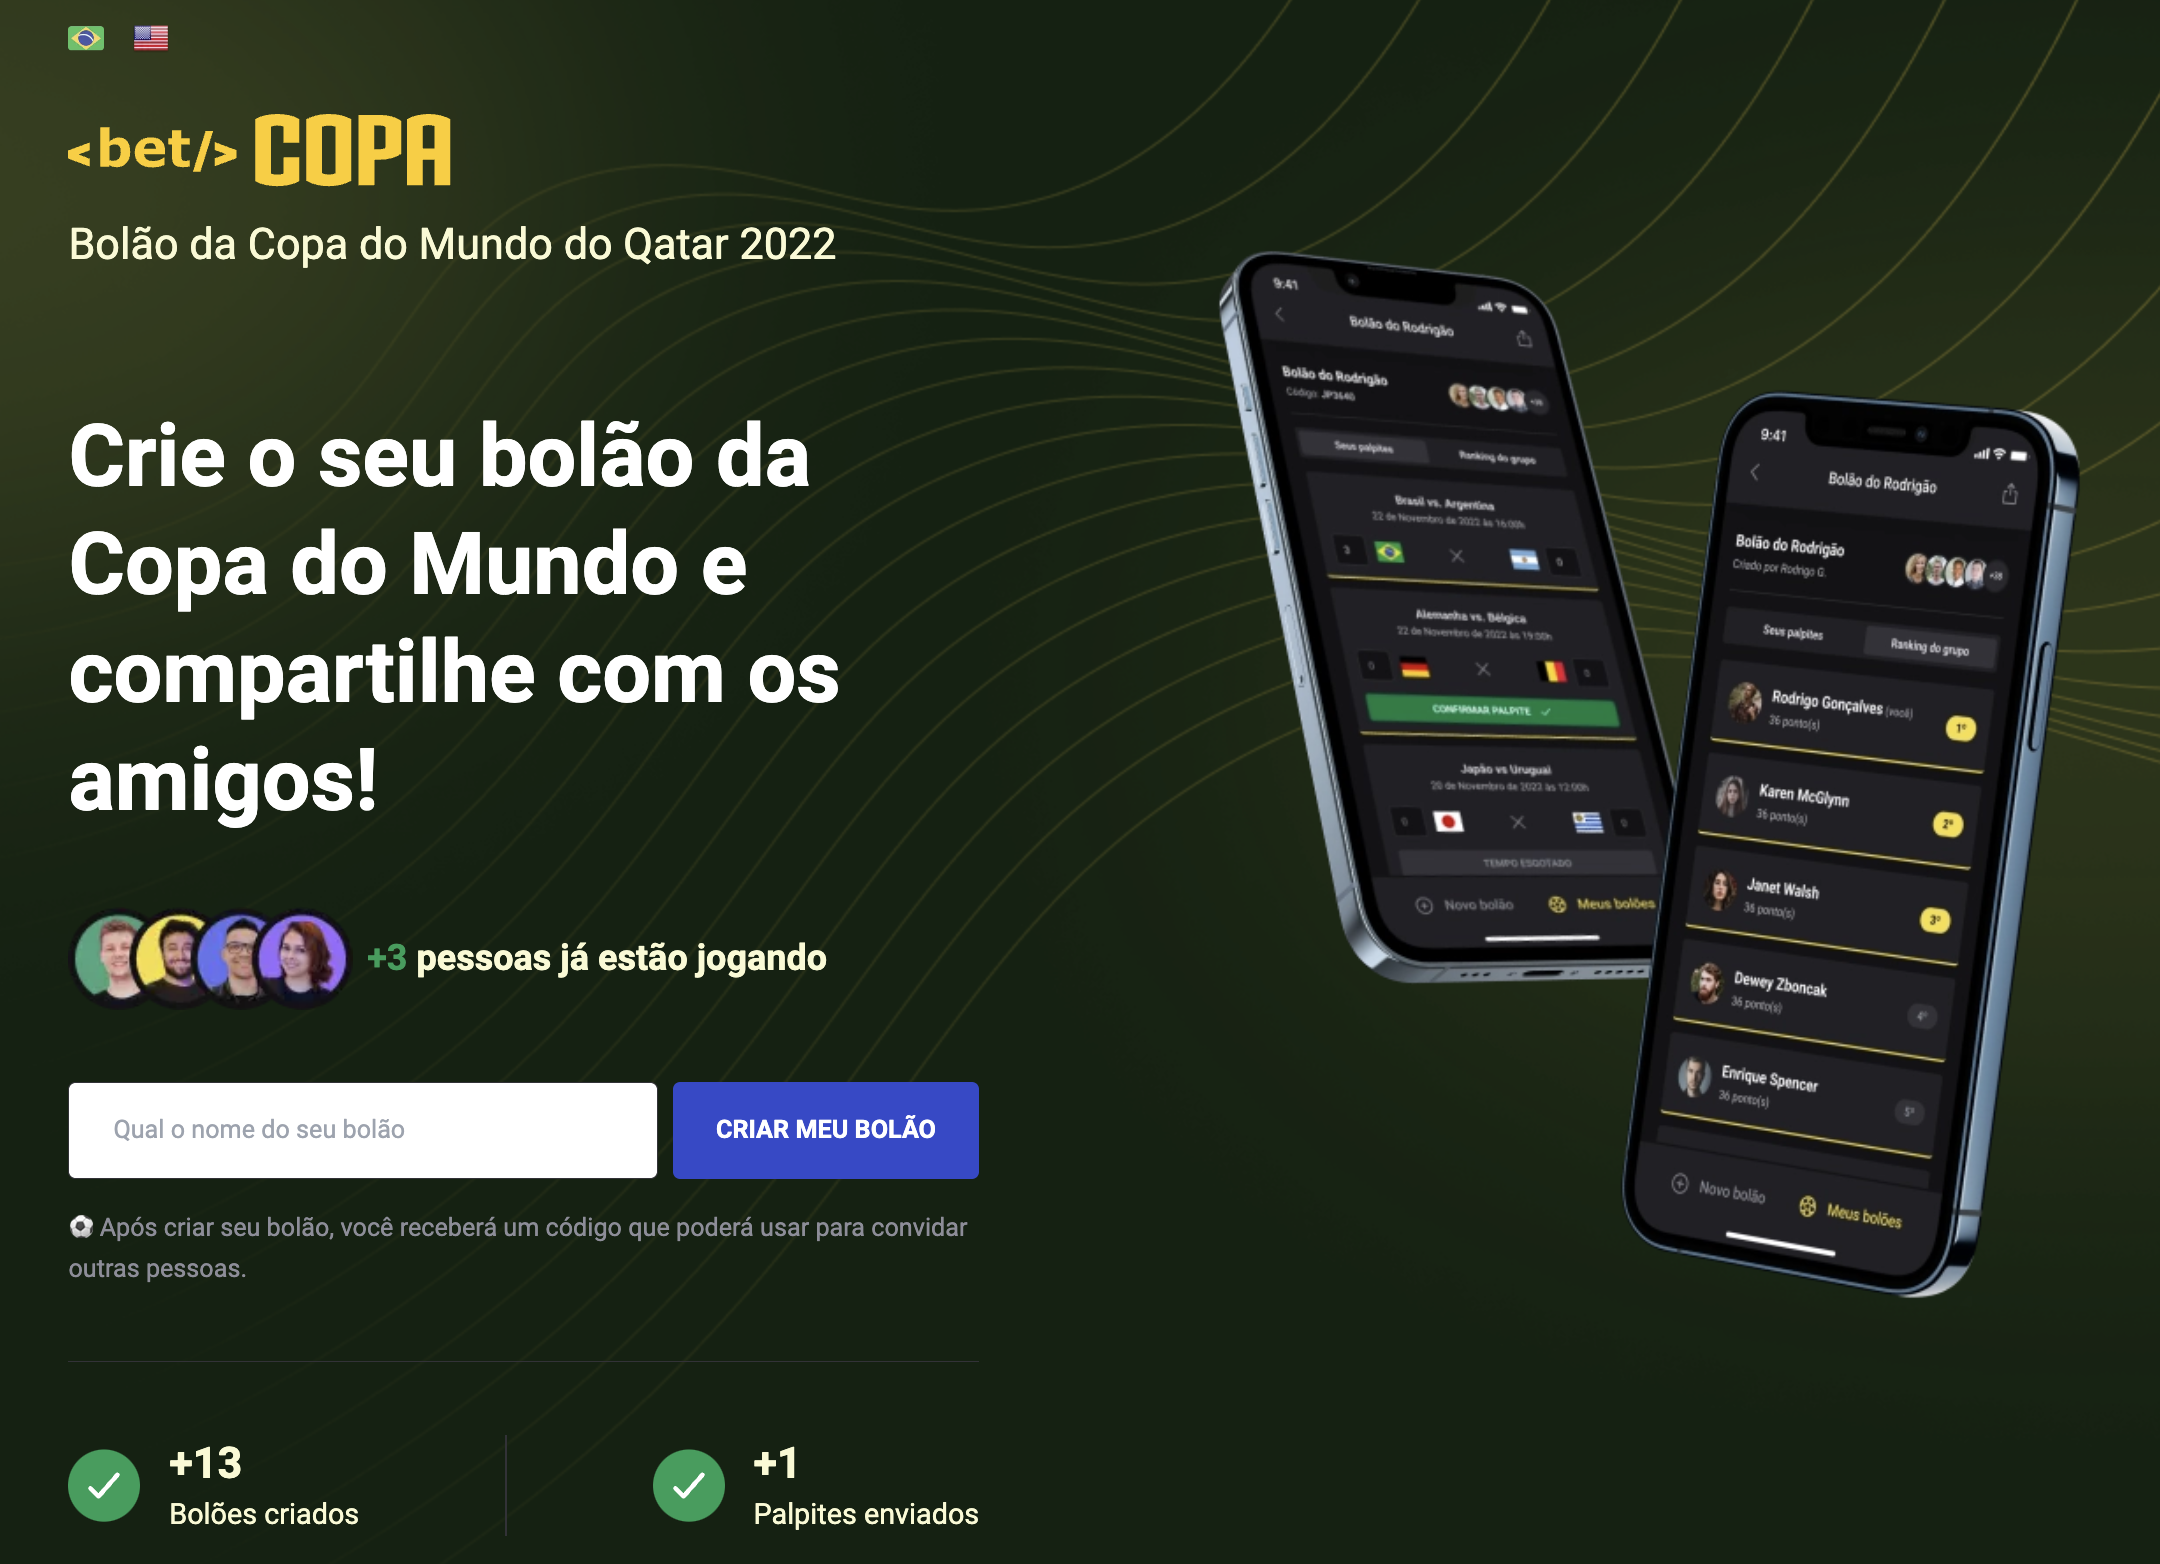 <bet/> COPA
Bolão da Copa do Mundo do Qatar 2022
Crie o seu bolão da
Copa do Mundo e
compartilhe com os
amigos!
+3 pessoas já estão jogando
Qual o nome do seu bolão
CRIAR MEU BOLÃO
Após criar seu bolão, você receberá um código que poderá usar para convidar
outras pessoas.
+13
Bolões criados
+1
Palpites enviados
9:41
Bolão do Rodrigão
Bolão do Rodrigão
Código: JP3640
+38
Seus palpites
Ranking do grupo
Brasil vs. Argentina
22 de Novembro de 2022 às 16:00h
3
0
Alemanha vs. Bélgica
22 de Novembro de 2022 às 19:00h
0
0
CONFIRMAR PALPITE
Japão vs Uruguai
20 de Novembro de 2022 às 12:00h
0
0
TEMPO ESGOTADO
Novo bolão
Meus bolões
9:41
Bolão do Rodrigão
Bolão do Rodrigão
Criado por Rodrigo G.
+38
Seus palpites
Ranking do grupo
Rodrigo Gonçalves (você)
36 ponto(s)
1º
Karen McGlynn
36 ponto(s)
2º
Janet Walsh
36 ponto(s)
3º
Dewey Zboncak
36 ponto(s)
4º
Enrique Spencer
36 ponto(s)
5º
Novo bolão
Meus bolões